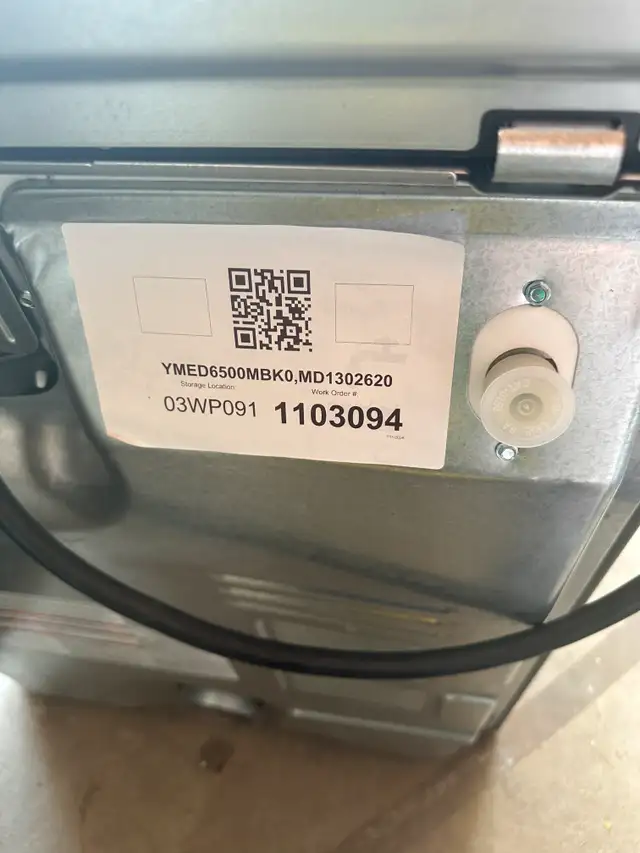 YMED6500MBK0,MD1302620
Storage Location: Work Order #
03WP091 1103094